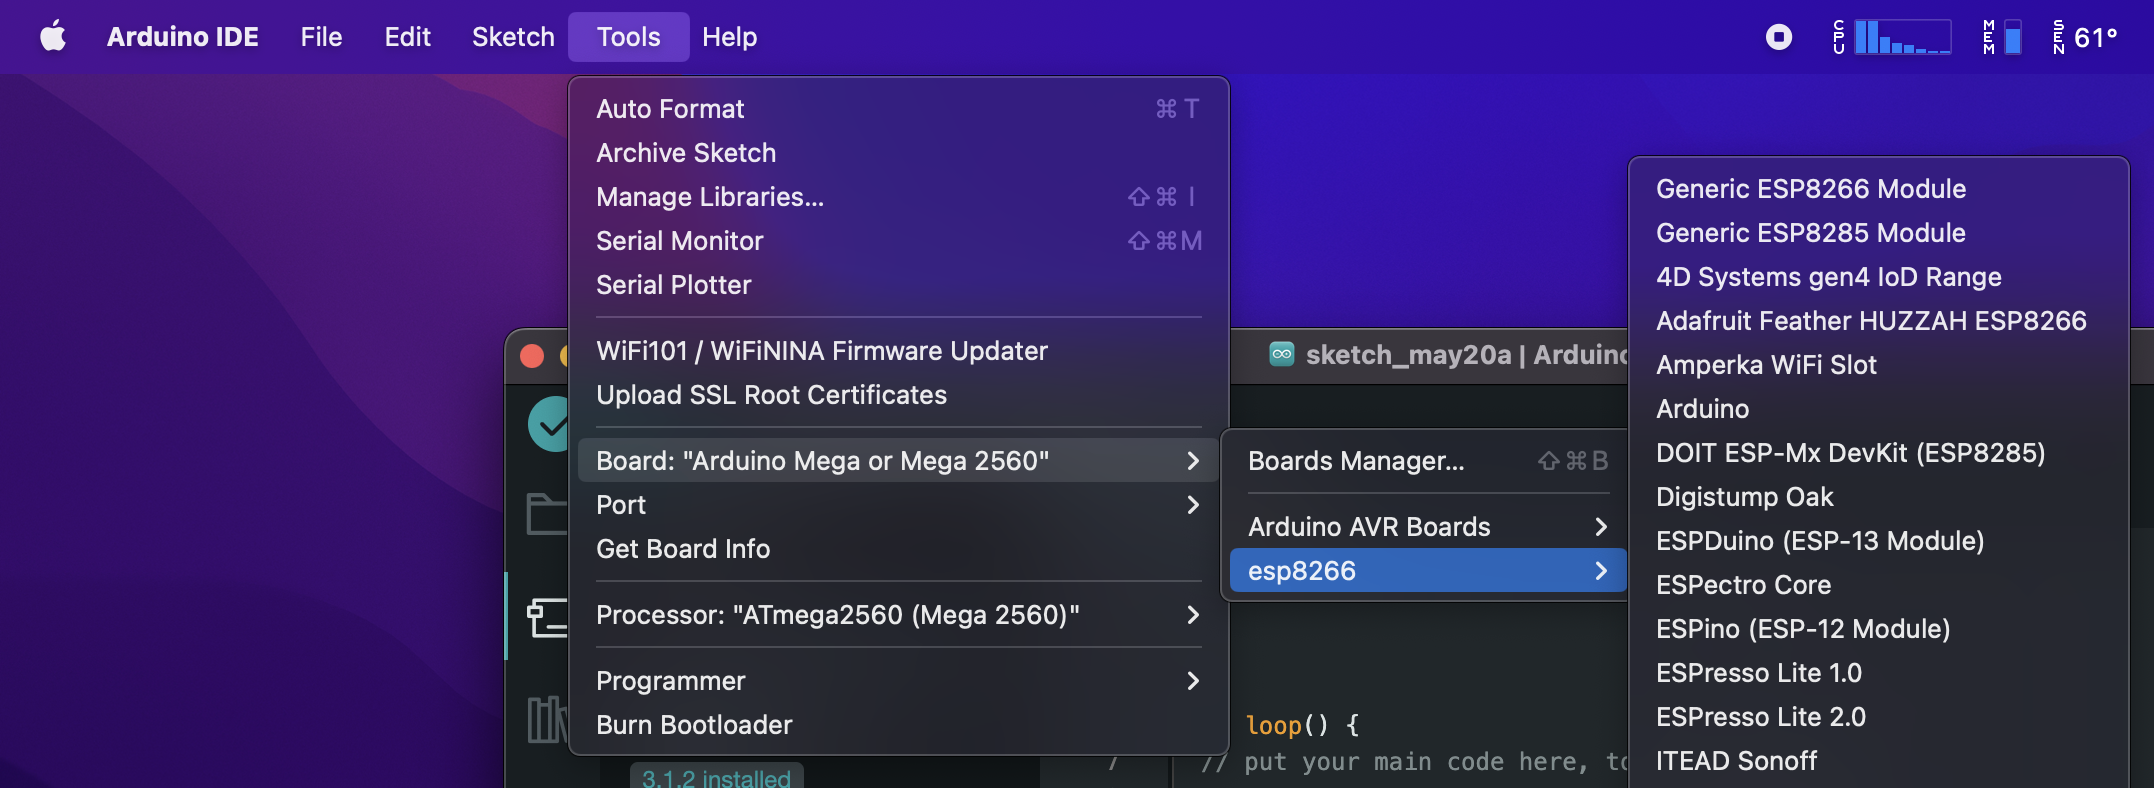 Arduino IDE File Edit Sketch Tools Help CPU MEM SEN 61°
Auto Format ⌘ T
Archive Sketch
Manage Libraries... ⇧ ⌘ I
Serial Monitor ⇧ ⌘ M
Serial Plotter
WiFi101 / WiFiNINA Firmware Updater
Upload SSL Root Certificates
Board: "Arduino Mega or Mega 2560"
Port
Get Board Info
Processor: "ATmega2560 (Mega 2560)"
Programmer
Burn Bootloader
Boards Manager... ⇧ ⌘ B
Arduino AVR Boards
esp8266
Generic ESP8266 Module
Generic ESP8285 Module
4D Systems gen4 IoD Range
Adafruit Feather HUZZAH ESP8266
Amperka WiFi Slot
Arduino
DOIT ESP-Mx DevKit (ESP8285)
Digistump Oak
ESPDuino (ESP-13 Module)
ESPectro Core
ESPino (ESP-12 Module)
ESPresso Lite 1.0
ESPresso Lite 2.0
ITEAD Sonoff
sketch_may20a | Arduino
loop() {
// put your main code here,
3.1.2 installed